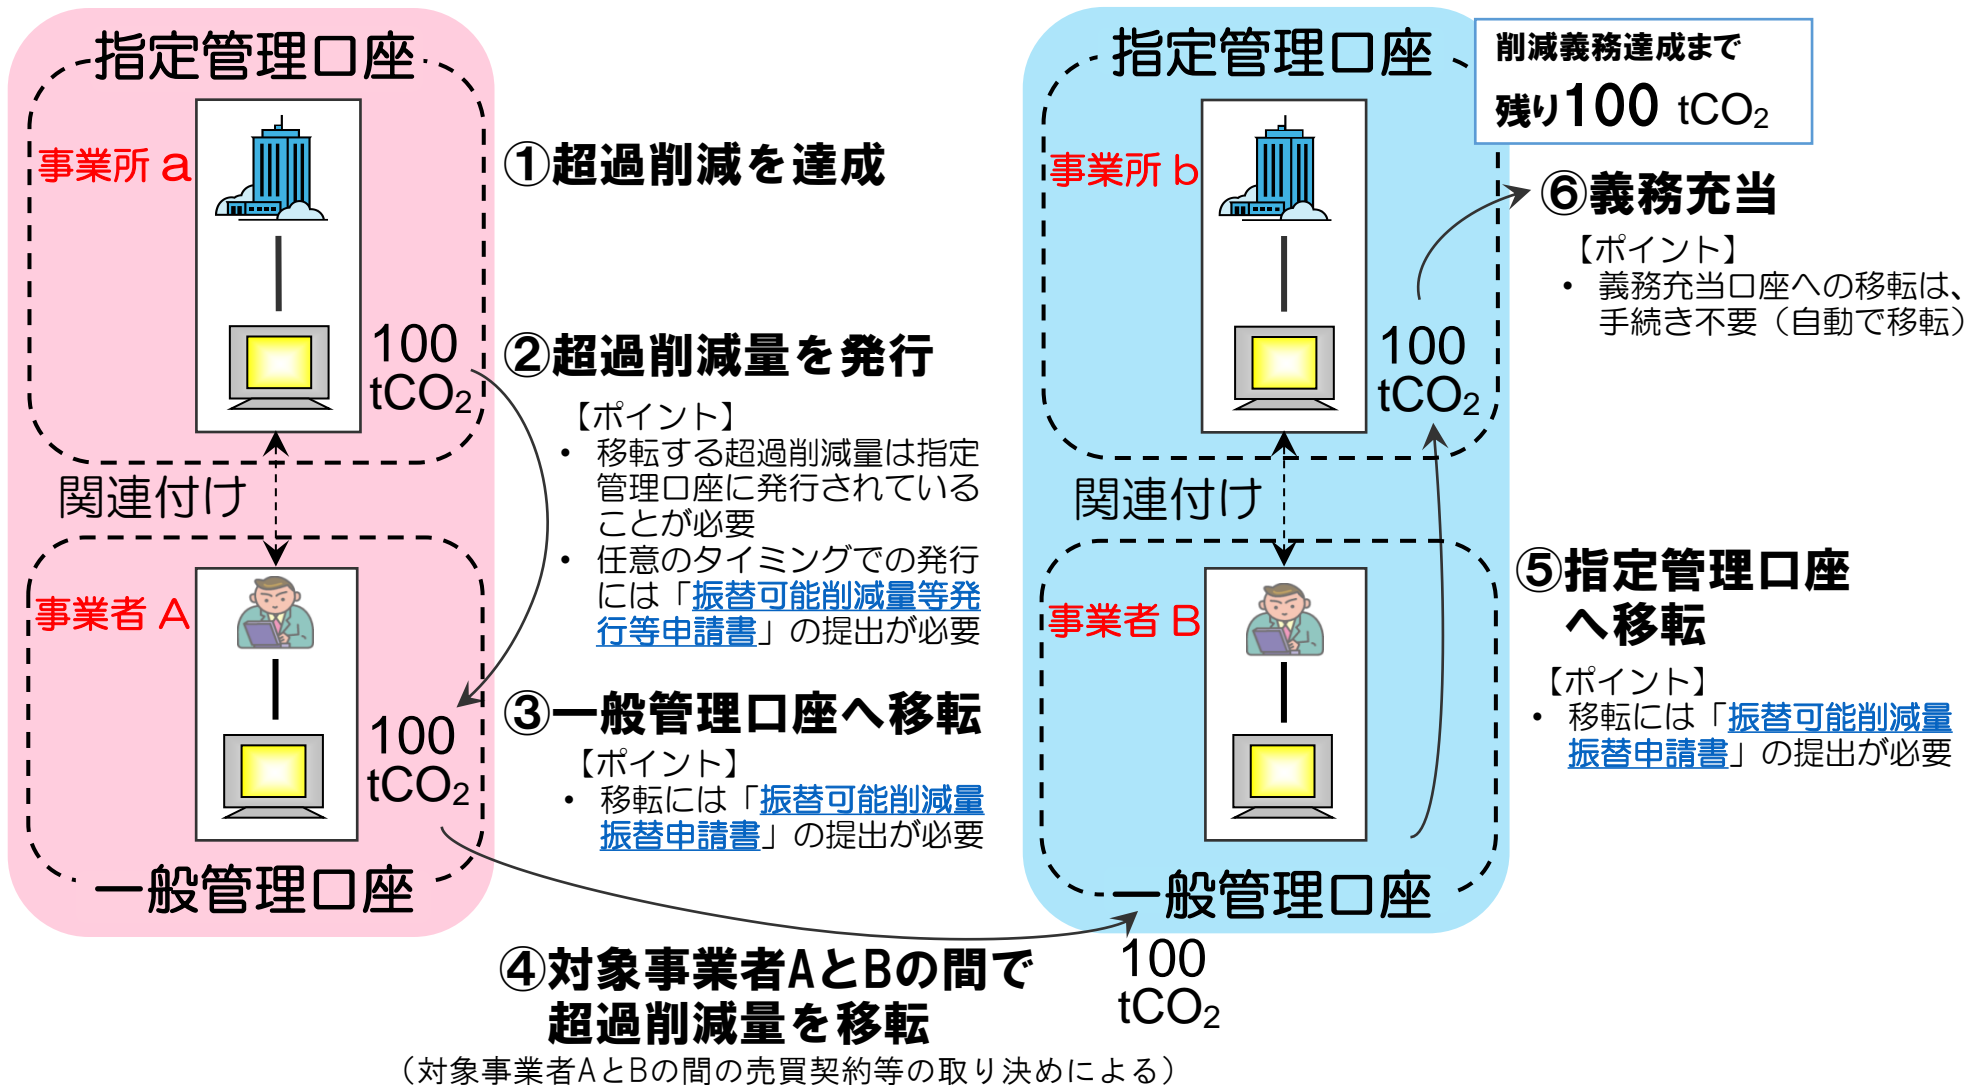 指定管理口座
事業所 a
①超過削減を達成
②超過削減量を発行
100
tCO₂
【ポイント】
• 移転する超過削減量は指定
管理口座に発行されている
ことが必要
• 任意のタイミングでの発行
には「振替可能削減量等発
行等申請書」の提出が必要
関連付け
事業者 A
100
tCO₂
③一般管理口座へ移転
【ポイント】
• 移転には「振替可能削減量
振替申請書」の提出が必要
一般管理口座
④対象事業者AとBの間で
超過削減量を移転
（対象事業者AとBの間の売買契約等の取り決めによる）
指定管理口座
削減義務達成まで
残り100 tCO₂
事業所 b
⑥義務充当
【ポイント】
• 義務充当口座への移転は、
手続き不要（自動で移転）
100
tCO₂
関連付け
事業者 B
⑤指定管理口座
へ移転
【ポイント】
• 移転には「振替可能削減量
振替申請書」の提出が必要
一般管理口座
100
tCO₂